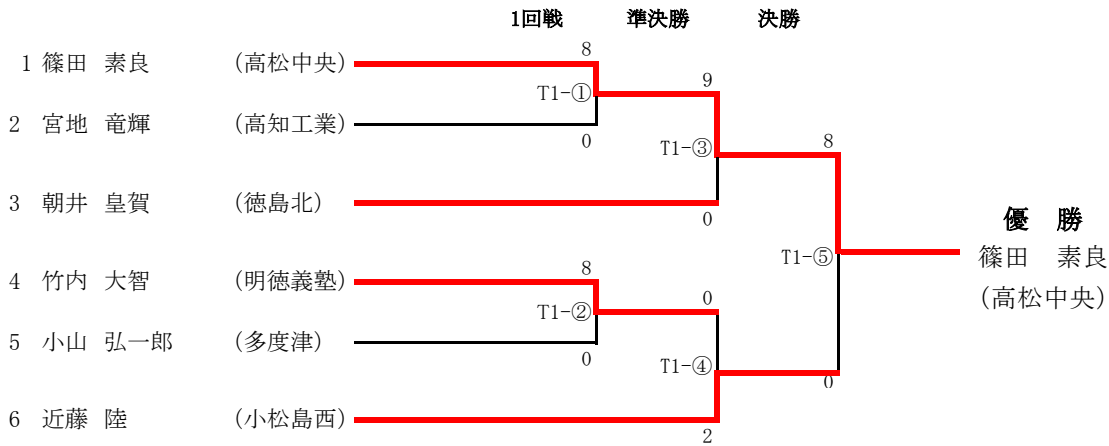 1回戦 準決勝 決勝
8
1 篠田 素良 (高松中央)
9
T1-①
2 宮地 竜輝 (高知工業)
0
T1-③
8
3 朝井 皇賀 (徳島北)
0
優 勝
篠田 素良
(高松中央)
T1-⑤
8
4 竹内 大智 (明徳義塾)
0
T1-②
5 小山 弘一郎 (多度津)
0
T1-④
0
6 近藤 陸 (小松島西)
2